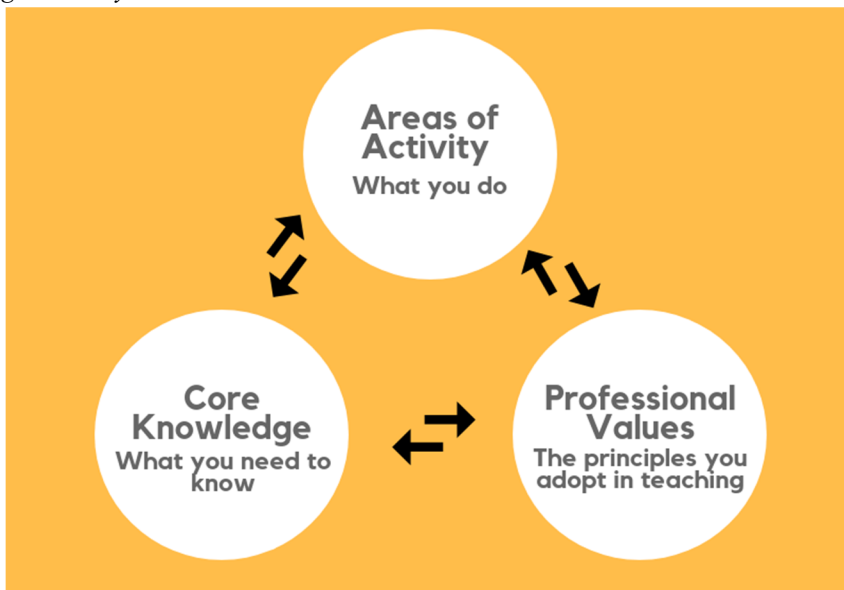 Areas of
Activity
What you do
Core
Knowledge
What you need to
know
Professional
Values
The principles you
adopt in teaching